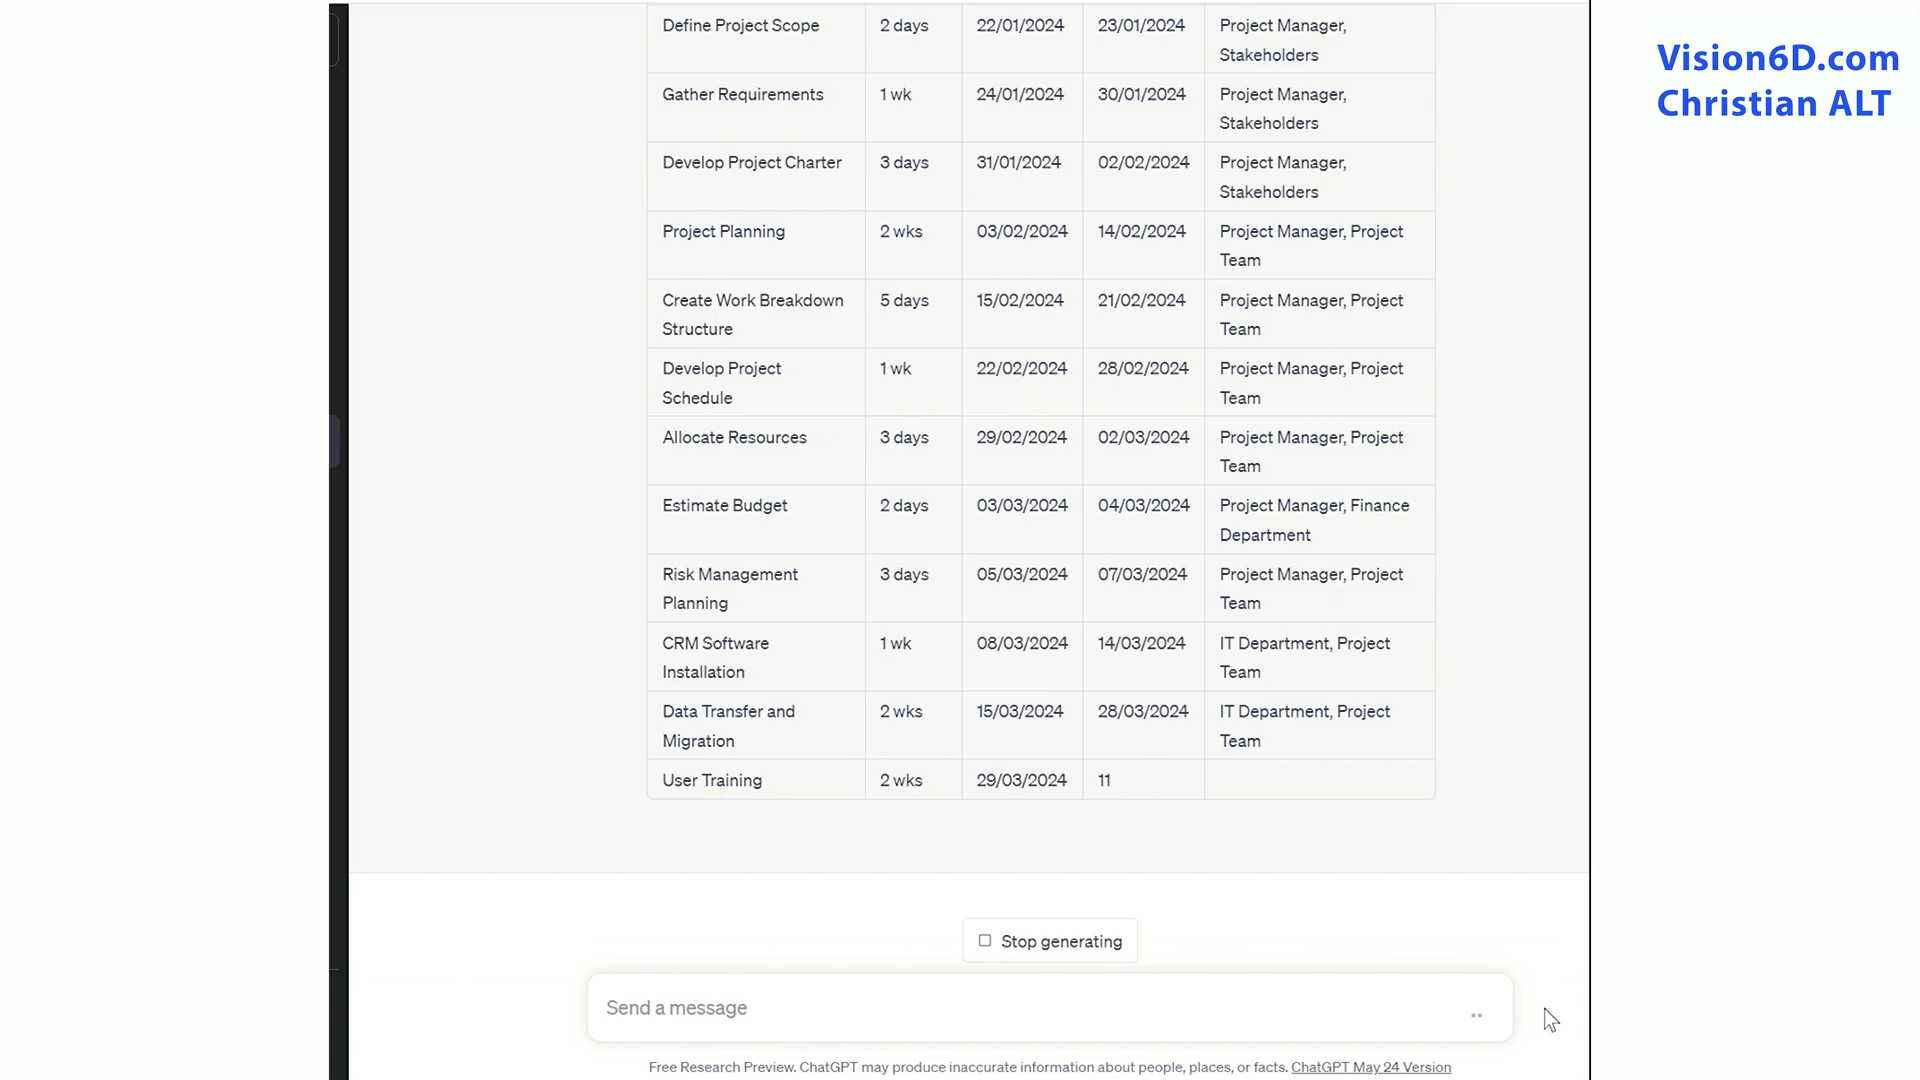 Vision6D.com
Christian ALT
Define Project Scope 2 days 22/01/2024 23/01/2024 Project Manager,
Stakeholders
Gather Requirements 1 wk 24/01/2024 30/01/2024 Project Manager,
Stakeholders
Develop Project Charter 3 days 31/01/2024 02/02/2024 Project Manager,
Stakeholders
Project Planning 2 wks 03/02/2024 14/02/2024 Project Manager, Project
Team
Create Work Breakdown 5 days 15/02/2024 21/02/2024 Project Manager, Project
Structure Team
Develop Project 1 wk 22/02/2024 28/02/2024 Project Manager, Project
Schedule Team
Allocate Resources 3 days 29/02/2024 02/03/2024 Project Manager, Project
Team
Estimate Budget 2 days 03/03/2024 04/03/2024 Project Manager, Finance
Department
Risk Management 3 days 05/03/2024 07/03/2024 Project Manager, Project
Planning Team
CRM Software 1 wk 08/03/2024 14/03/2024 IT Department, Project
Installation Team
Data Transfer and 2 wks 15/03/2024 28/03/2024 IT Department, Project
Migration Team
User Training 2 wks 29/03/2024 11
Stop generating
Send a message
Free Research Preview. ChatGPT may produce inaccurate information about people, places, or facts. ChatGPT May 24 Version